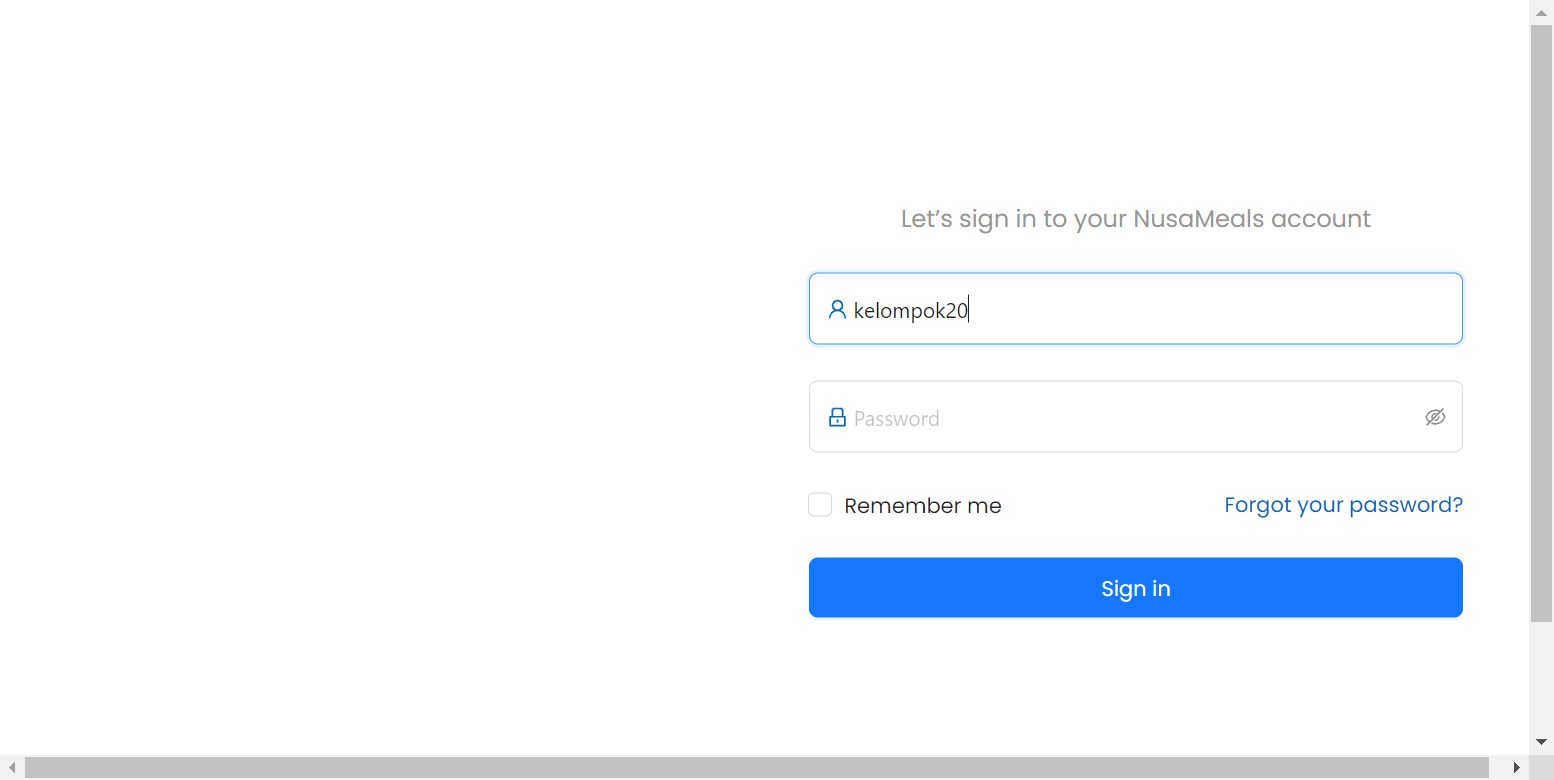 Let’s sign in to your NusaMeals account
kelompok20
Password
Remember me
Forgot your password?
Sign in